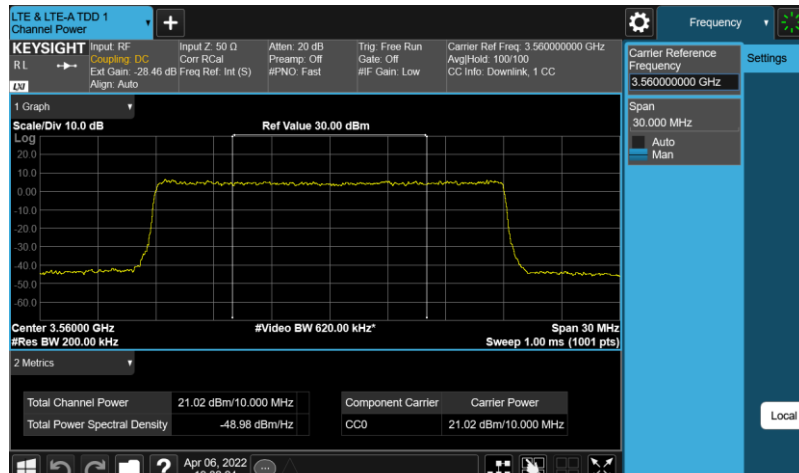 LTE & LTE-A TDD 1
Channel Power
Frequency
KEYSIGHT
RL
LXI
Input: RF
Coupling: DC
Ext Gain: -28.46 dB
Align: Auto
Input Z: 50 Ω
Corr RCal
Freq Ref: Int (S)
Atten: 20 dB
Preamp: Off
#PNO: Fast
Trig: Free Run
Gate: Off
#IF Gain: Low
Carrier Ref Freq: 3.560000000 GHz
Avg|Hold: 100/100
CC Info: Downlink, 1 CC
Carrier Reference
Frequency
3.560000000 GHz
Settings
Span
30.000 MHz
Auto
Man
1 Graph
Scale/Div 10.0 dB
Ref Value 30.00 dBm
Log
20.0
10.0
0.00
-10.0
-20.0
-30.0
-40.0
-50.0
-60.0
Center 3.56000 GHz
#Video BW 620.00 kHz*
Span 30 MHz
#Res BW 200.00 kHz
Sweep 1.00 ms (1001 pts)
2 Metrics
Total Channel Power 21.02 dBm/10.000 MHz
Total Power Spectral Density -48.98 dBm/Hz
Component Carrier Carrier Power
CC0 21.02 dBm/10.000 MHz
Local
?
Apr 06, 2022